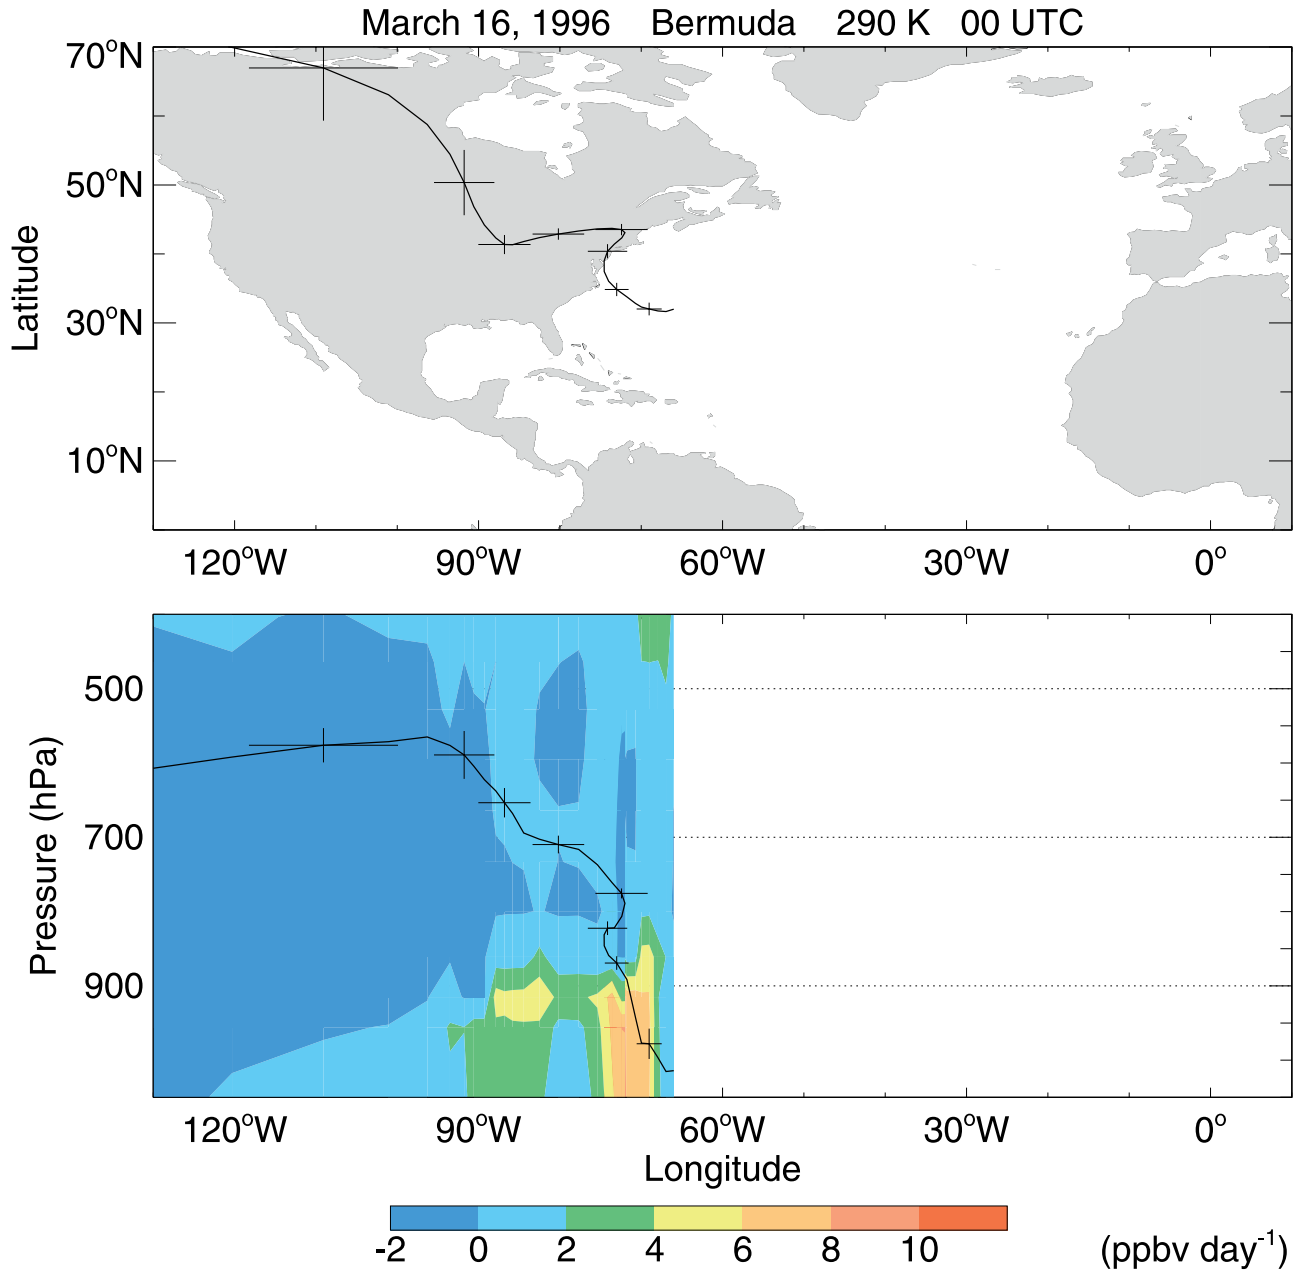 March 16, 1996 Bermuda 290 K 00 UTC
70°N
50°N
30°N
10°N
Latitude
120°W 90°W 60°W 30°W 0°
500
700
900
Pressure (hPa)
120°W 90°W 60°W 30°W 0°
Longitude
-2 0 2 4 6 8 10 (ppbv day⁻¹)